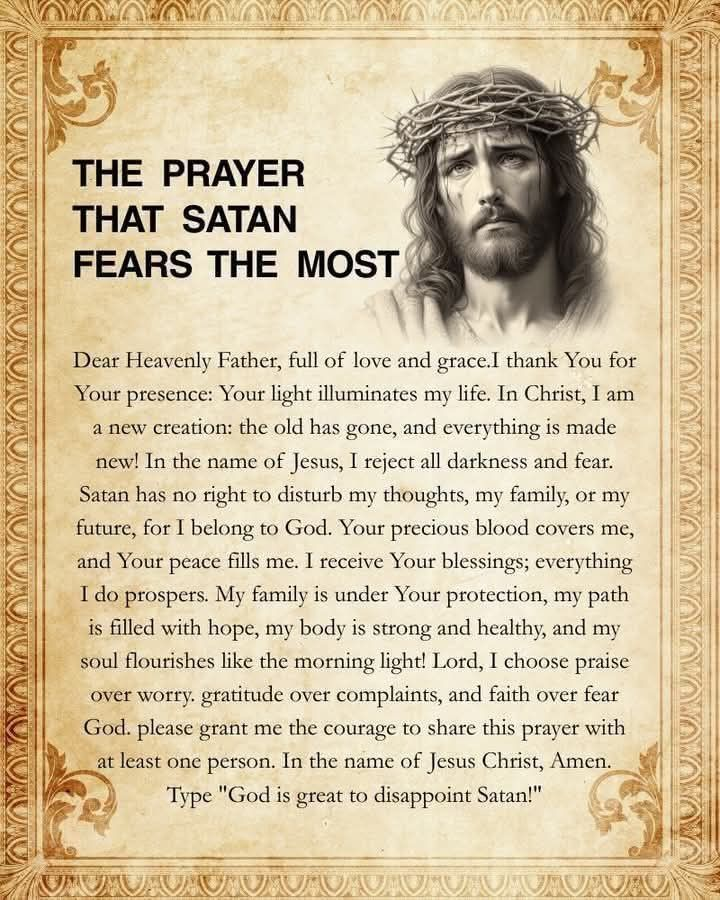 THE PRAYER
THAT SATAN
FEARS THE MOST
Dear Heavenly Father, full of love and grace.I thank You for
Your presence: Your light illuminates my life. In Christ, I am
a new creation: the old has gone, and everything is made
new! In the name of Jesus, I reject all darkness and fear.
Satan has no right to disturb my thoughts, my family, or my
future, for I belong to God. Your precious blood covers me,
and Your peace fills me. I receive Your blessings; everything
I do prospers. My family is under Your protection, my path
is filled with hope, my body is strong and healthy, and my
soul flourishes like the morning light! Lord, I choose praise
over worry. gratitude over complaints, and faith over fear
God. please grant me the courage to share this prayer with
at least one person. In the name of Jesus Christ, Amen.
Type "God is great to disappoint Satan!"